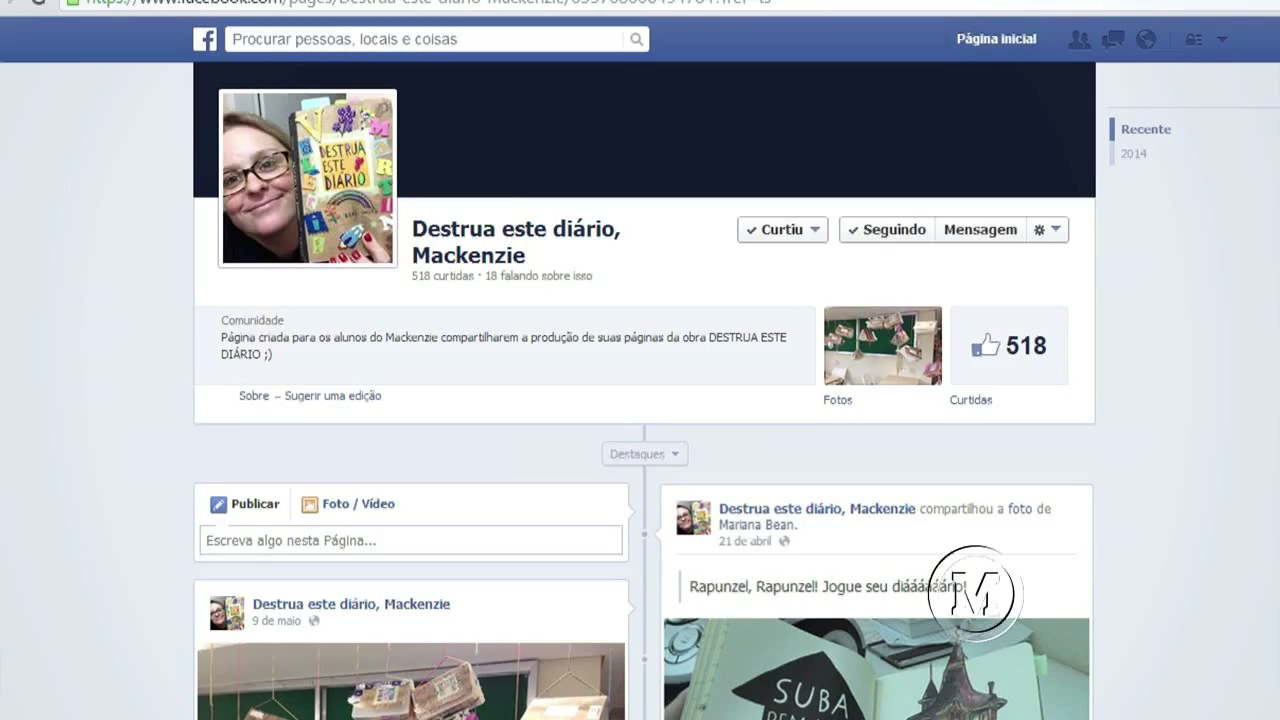 Procurar pessoas, locais e coisas
Página inicial
Recente
2014
DESTRUA
ESTE
DIÁRIO
Destrua este diário,
Mackenzie
518 curtidas · 18 falando sobre isso
Curtiu
Seguindo
Mensagem
Comunidade
Página criada para os alunos do Mackenzie compartilharem a produção de suas páginas da obra DESTRUA ESTE
DIÁRIO ;)
Sobre – Sugerir uma edição
518
Fotos
Curtidas
Destaques
Publicar
Foto / Vídeo
Escreva algo nesta Página...
Destrua este diário, Mackenzie
9 de maio
Destrua este diário, Mackenzie compartilhou a foto de
Mariana Bean.
21 de abril
Rapunzel, Rapunzel! Jogue seu diáááááário!
M
SUBA